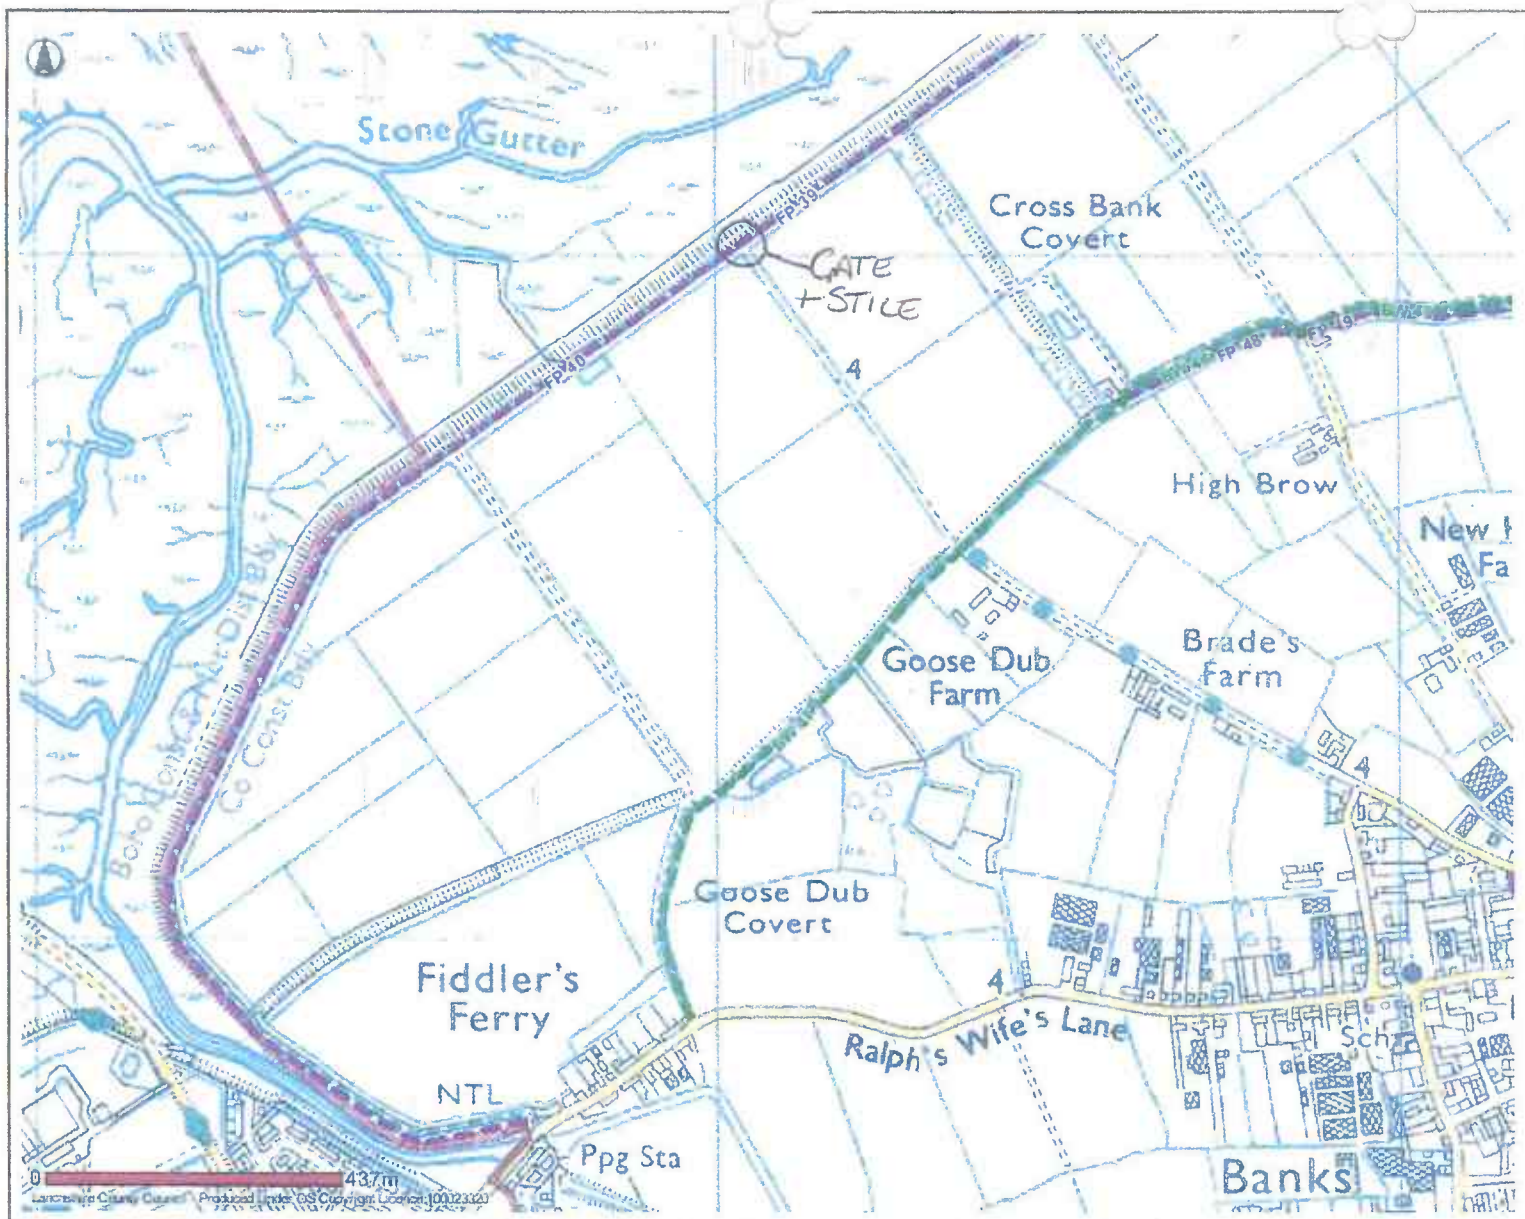 Stone Gutter
FP 39
Cross Bank
Covert
GATE
+ STILE
FP 40
4
FP 48
FP 49
High Brow
New
Fa
Goose Dub
Farm
Brade's
Farm
4
Co Const Bdy
Goose Dub
Covert
Fiddler's
Ferry
4
Ralph's Wife's Lane
Sch
NTL
Ppg Sta
Banks
0 437m
Lancashire County Council Produced under OS Copyright Licence: 100023320